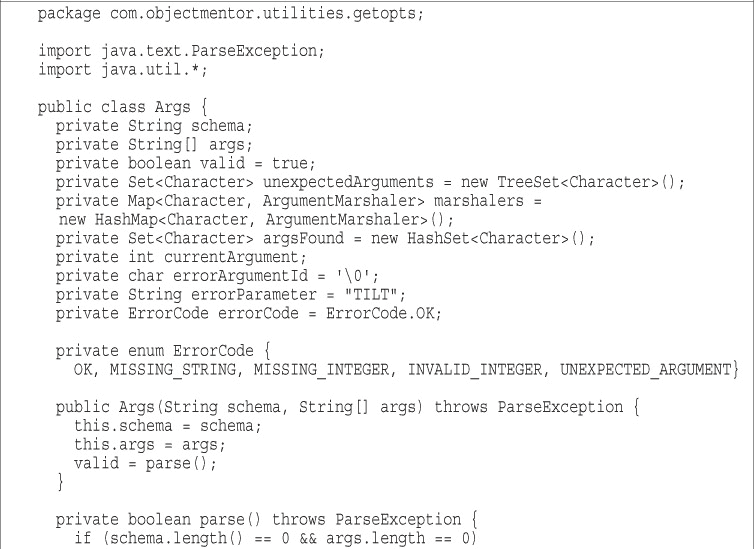 package com.objectmentor.utilities.getopts;
import java.text.ParseException;
import java.util.*;
public class Args {
private String schema;
private String[] args;
private boolean valid = true;
private Set<Character> unexpectedArguments = new TreeSet<Character>();
private Map<Character, ArgumentMarshaler> marshalers =
new HashMap<Character, ArgumentMarshaler>();
private Set<Character> argsFound = new HashSet<Character>();
private int currentArgument;
private char errorArgumentId = '\0';
private String errorParameter = "TILT";
private ErrorCode errorCode = ErrorCode.OK;
private enum ErrorCode {
OK, MISSING_STRING, MISSING_INTEGER, INVALID_INTEGER, UNEXPECTED_ARGUMENT}
public Args(String schema, String[] args) throws ParseException {
this.schema = schema;
this.args = args;
valid = parse();
}
private boolean parse() throws ParseException {
if (schema.length() == 0 && args.length == 0)